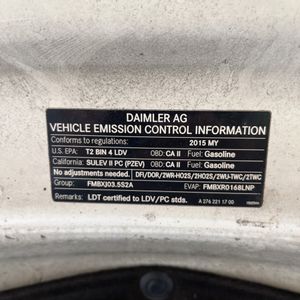 DAIMLER AG
VEHICLE EMISSION CONTROL INFORMATION
Conforms to regulations: 2015 MY
U.S. EPA: T2 BIN 4 LDV OBD: CA II Fuel: Gasoline
California: SULEV II PC (PZEV) OBD: CA II Fuel: Gasoline
No adjustments needed. DFI/DOR/2WR-HO2S/2HO2S/2WU-TWC/2TWC
Group: FMBXJ03.5S2A EVAP: FMBXR0168LNP
Remarks: LDT certified to LDV/PC stds.
A 276 221 17 00